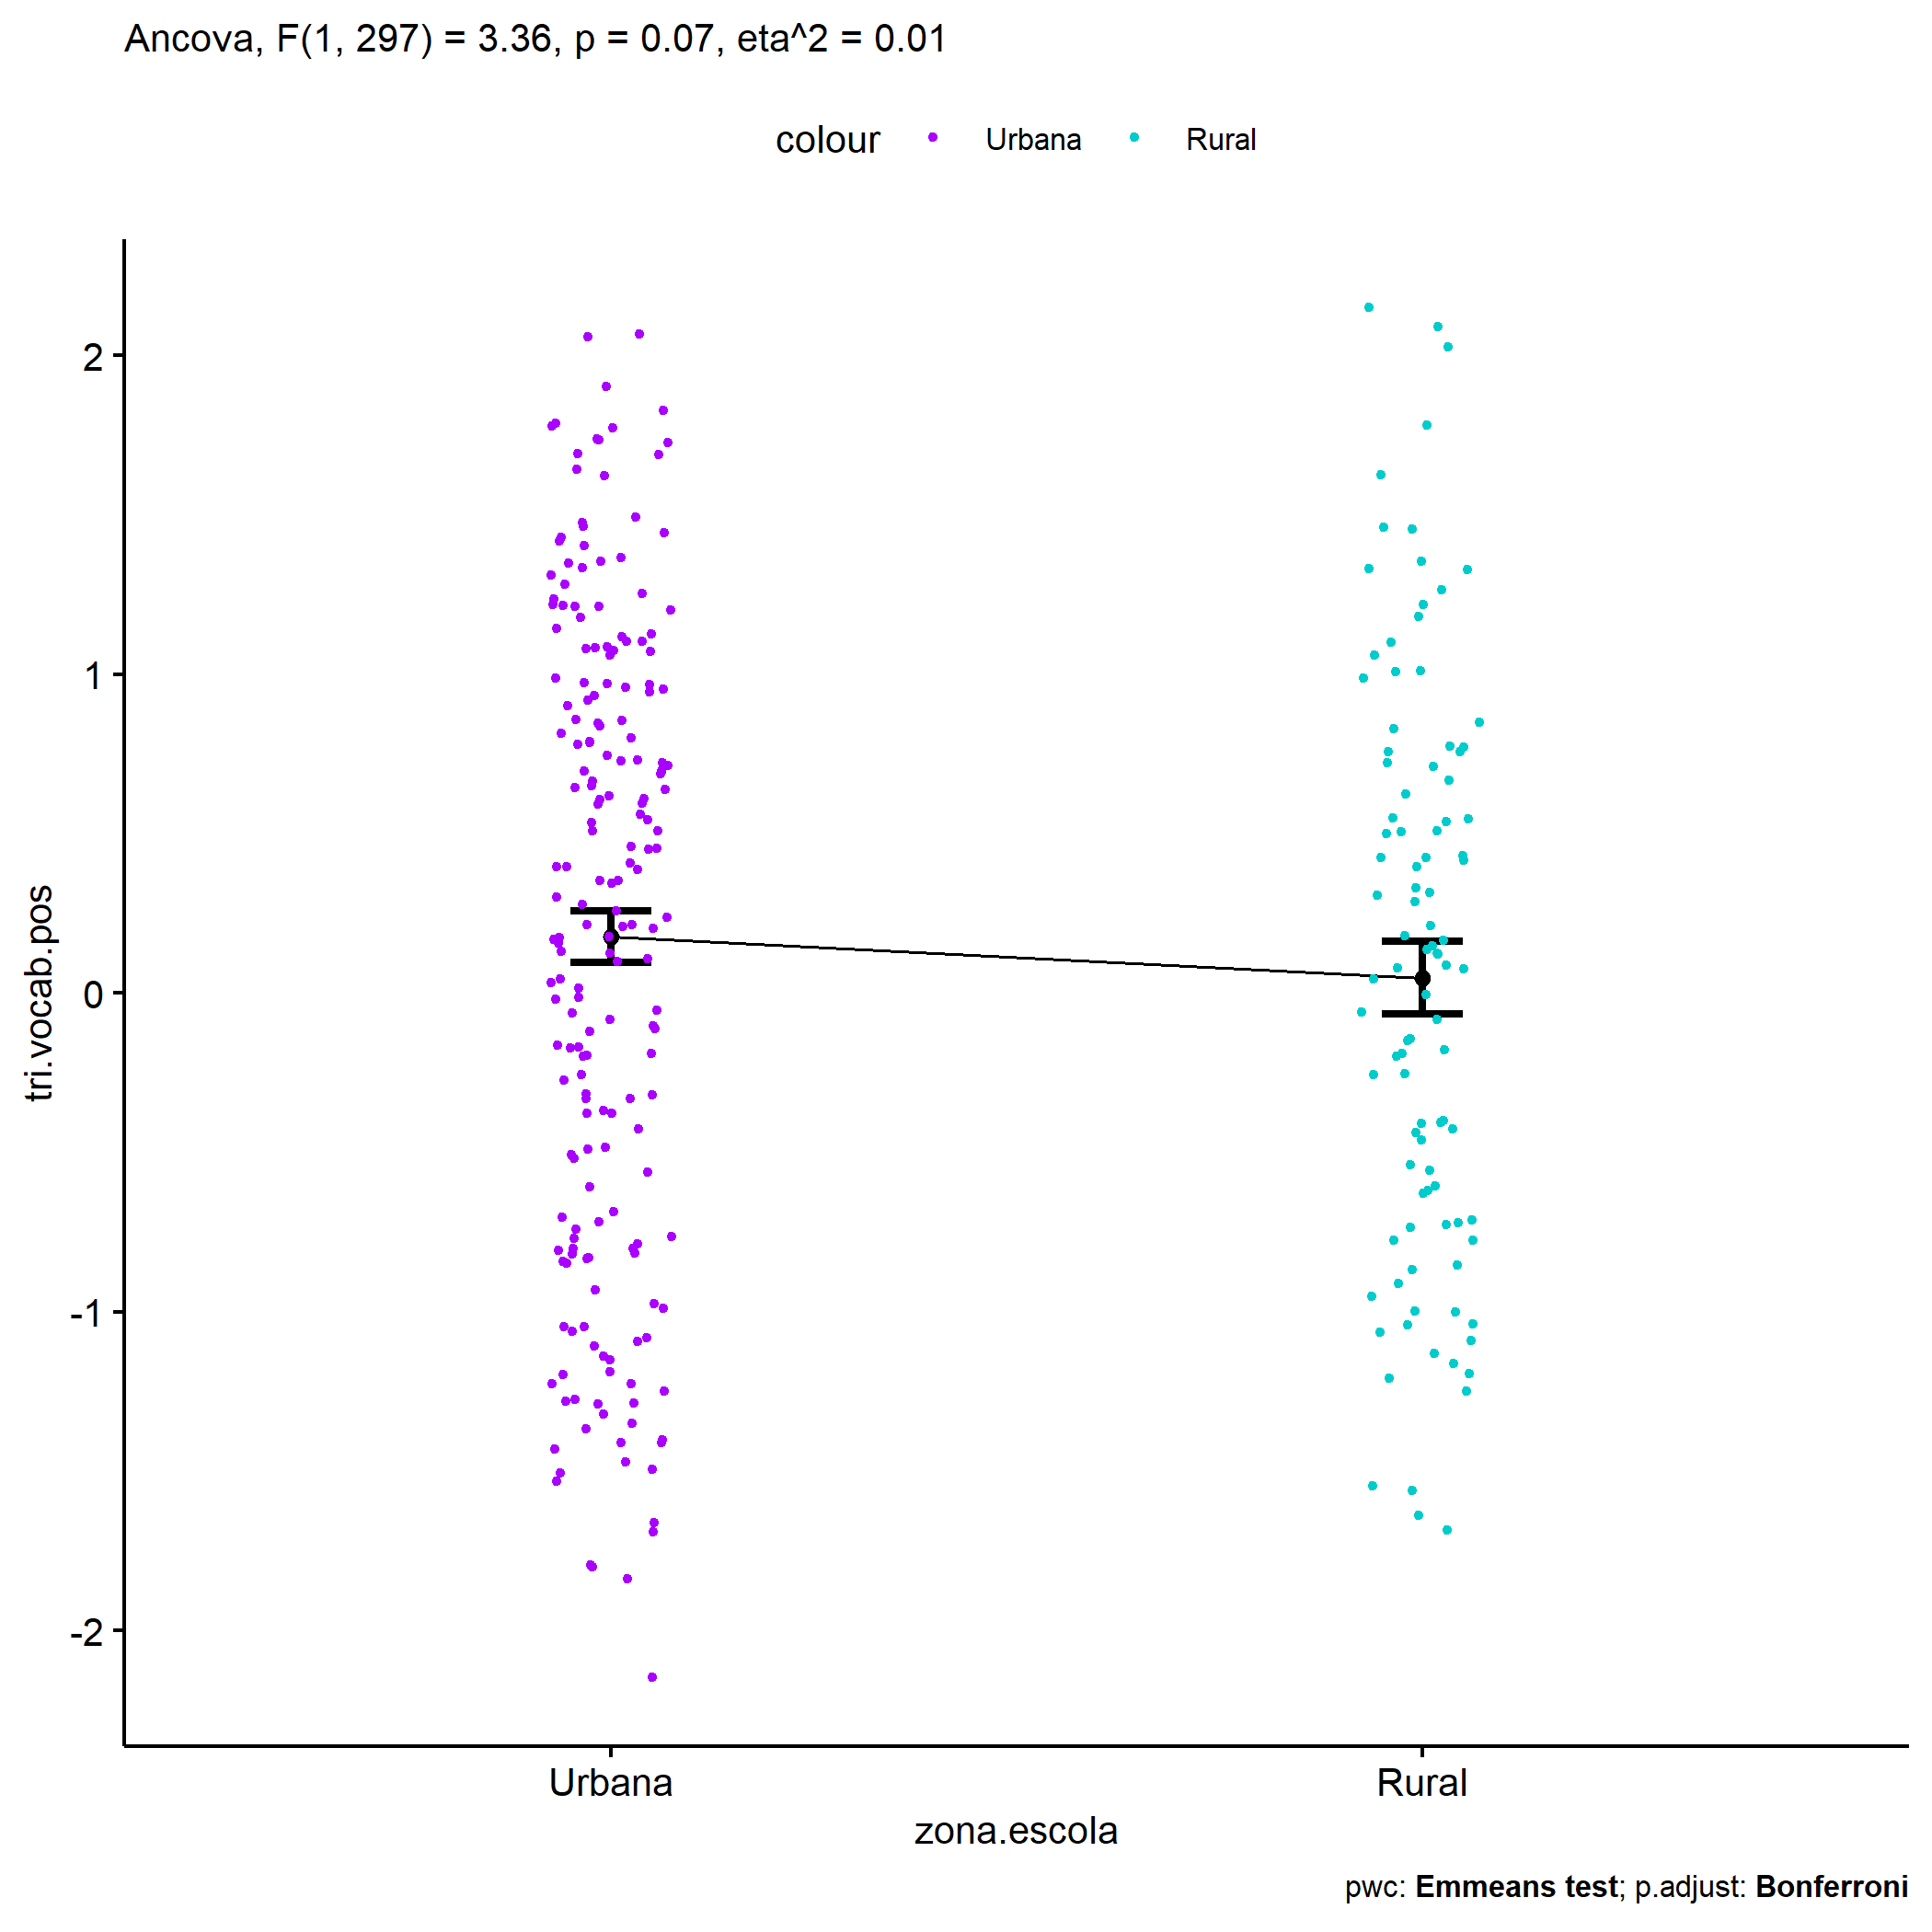 Ancova, F(1, 297) = 3.36, p = 0.07, eta^2 = 0.01
colour Urbana Rural
tri.vocab.pos
2
1
0
-1
-2
Urbana Rural
zona.escola
pwc: Emmeans test; p.adjust: Bonferroni